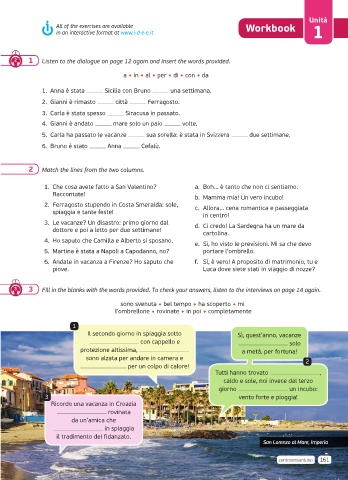 Unità
All of the exercises are available
in an interactive format at www.i-d-e-e.it
Workbook
1
1 Listen to the dialogue on page 12 again and insert the words provided.
a • in • al • per • di • con • da
1. Anna è stata ........ Sicilia con Bruno ........ una settimana.
2. Gianni è rimasto ........ città ........ Ferragosto.
3. Carla è stata spesso ........ Siracusa in passato.
4. Gianni è andato ........ mare solo un paio ........ volte.
5. Carla ha passato le vacanze ........ sua sorella: è stata in Svizzera ........ due settimane.
6. Bruno è stato ........ Anna ........ Cefalù.
2 Match the lines from the two columns.
1. Che cosa avete fatto a San Valentino?
Raccontate!
2. Ferragosto stupendo in Costa Smeralda: sole,
spiaggia e tante feste!
3. Le vacanze? Un disastro: primo giorno dal
dottore e poi a letto per due settimane!
4. Ho saputo che Camilla e Alberto si sposano.
5. Martina è stata a Napoli a Capodanno, no?
6. Andate in vacanza a Firenze? Ho saputo che
piove.
a. Boh... è tanto che non ci sentiamo.
b. Mamma mia! Un vero incubo!
c. Allora... cena romantica e passeggiata
in centro!
d. Ci credo! La Sardegna ha un mare da
cartolina.
e. Sì, ho visto le previsioni. Mi sa che devo
portare l'ombrello.
f. Sì, è vero! A proposito di matrimonio, tu e
Luca dove siete stati in viaggio di nozze?
3 Fill in the blanks with the words provided. To check your answers, listen to the interviews on page 14 again.
sono svenuta • bel tempo • ha scoperto • mi
l'ombrellone • rovinate • in poi • completamente
1
Il secondo giorno in spiaggia sotto
........ con cappello e
protezione altissima, ........
sono alzata per andare in camera e
........ per un colpo di calore!
Sì, quest'anno, vacanze
........ solo
a metà, per fortuna!
2
Tutti hanno trovato ........,
caldo e sole, noi invece dal terzo
giorno ........ un incubo:
vento forte e pioggia!
3
Ricordo una vacanza in Croazia
........ rovinata
da un'amica che
........ in spiaggia
il tradimento del fidanzato.
San Lorenzo al Mare, Imperia
centosessantuno 161